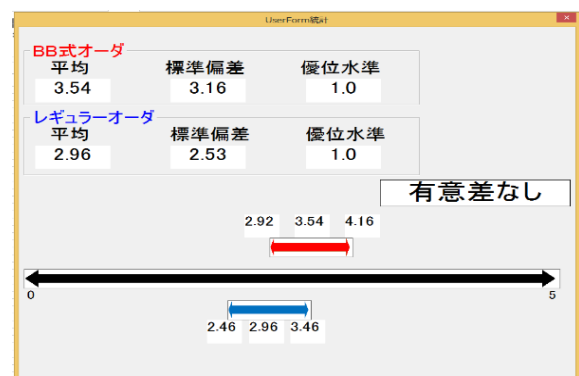 UserForm統計
BB式オーダ
平均 標準偏差 優位水準
3.54 3.16 1.0
レギュラーオーダ
平均 標準偏差 優位水準
2.96 2.53 1.0
有意差なし
2.92 3.54 4.16
0 5
2.46 2.96 3.46